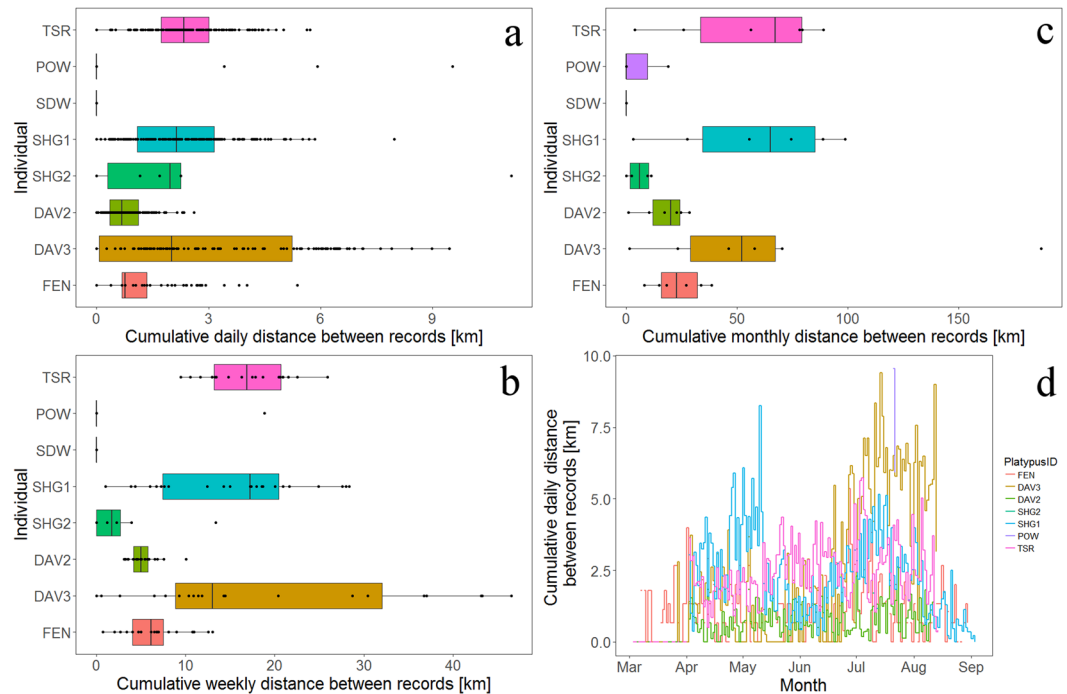 a
Individual
TSR
POW
SDW
SHG1
SHG2
DAV2
DAV3
FEN
0 3 6 9
Cumulative daily distance between records [km]
c
Individual
TSR
POW
SDW
SHG1
SHG2
DAV2
DAV3
FEN
0 50 100 150
Cumulative monthly distance between records [km]
b
Individual
TSR
POW
SDW
SHG1
SHG2
DAV2
DAV3
FEN
0 10 20 30 40
Cumulative weekly distance between records [km]
d
Cumulative daily distance
between records [km]
10.0
7.5
5.0
2.5
0.0
Mar Apr May Jun Jul Aug Sep
Month
PlatypusID
FEN
DAV3
DAV2
SHG2
SHG1
POW
TSR